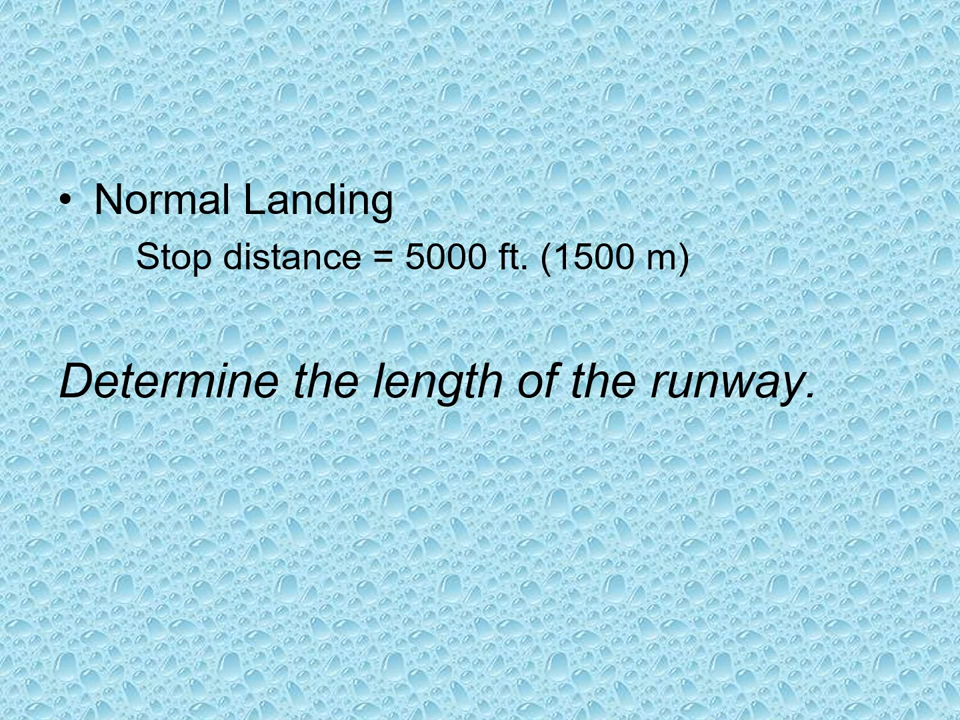 • Normal Landing
Stop distance = 5000 ft. (1500 m)
Determine the length of the runway.